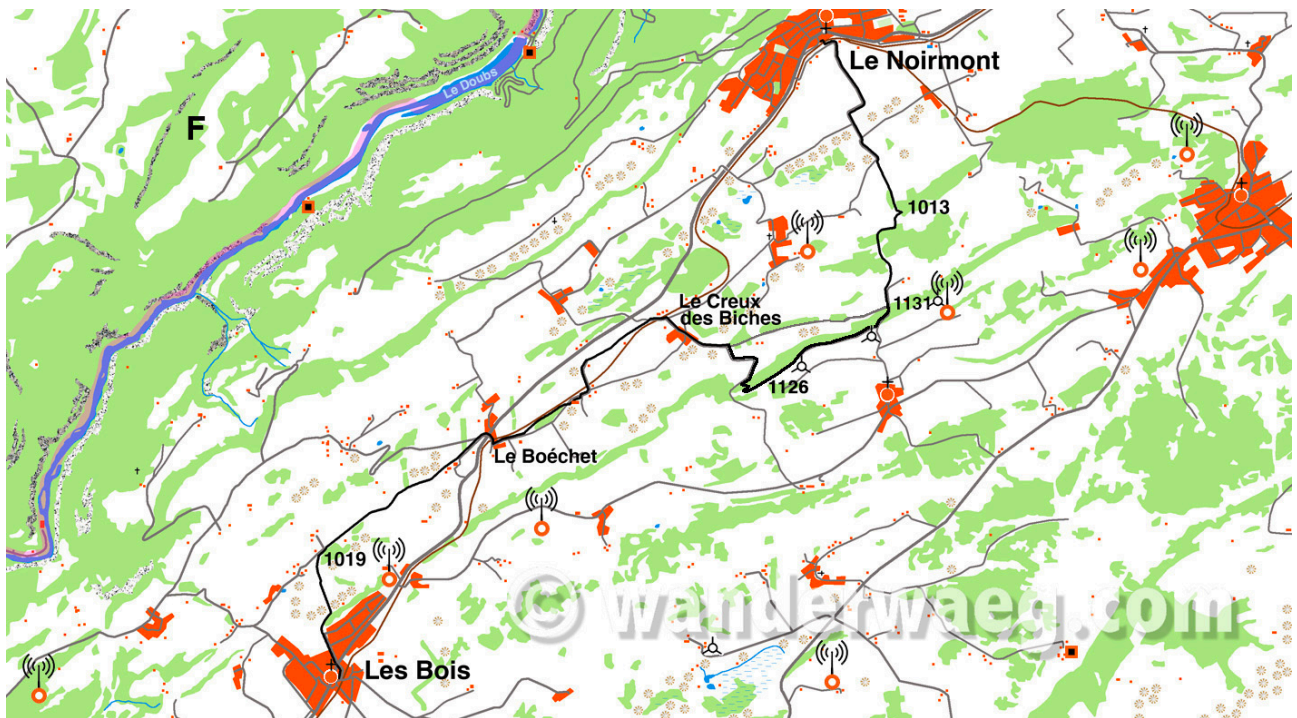 Le Noirmont
Le Doubs
F
1013
1131
Le Creux
des Biches
1126
Le Boéchet
1019
© wanderwaeg.com
Les Bois